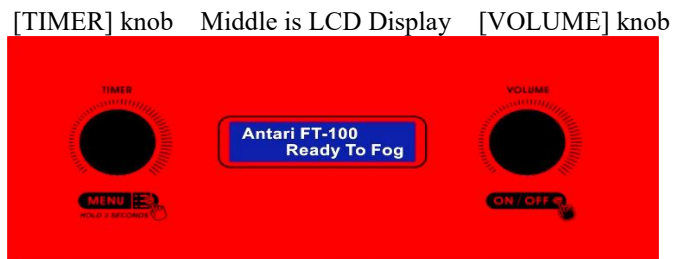 [TIMER] knob Middle is LCD Display [VOLUME] knob
TIMER VOLUME
Antari FT-100
Ready To Fog
MENU ON / OFF
HOLD 2 SECONDS